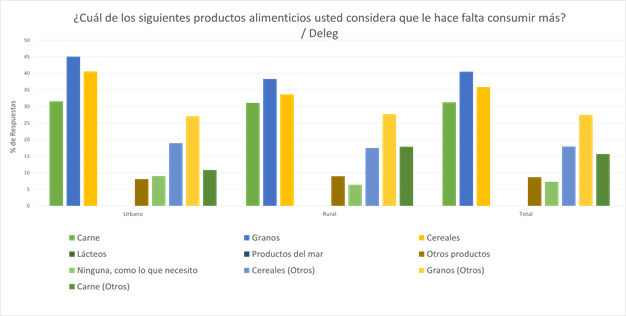 ¿Cuál de los siguientes productos alimenticios usted considera que le hace falta consumir más?
/ Deleg
50
45
40
35
30
25
20
15
10
5
0
% de Respuestas
Urbano Rural Total
Carne Granos Cereales
Lácteos Productos del mar Otros productos
Ninguna, como lo que necesito Cereales (Otros) Granos (Otros)
Carne (Otros)